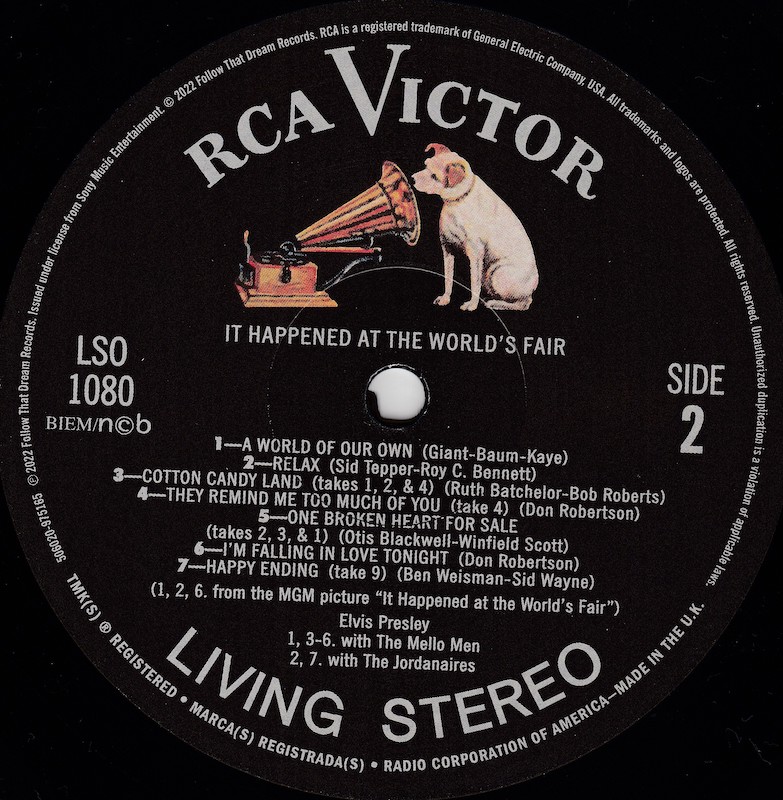 5060209-75165 ℗ 2022 Follow That Dream Records. Issued under license from Sony Music Entertainment. © 2022 Follow That Dream Records. RCA is a registered trademark of General Electric Company, USA. All trademarks and logos are protected. All rights reserved. Unauthorized duplication is a violation of applicable laws.
RCA VICTOR
IT HAPPENED AT THE WORLD'S FAIR
LSO
1080
BIEM/n©b
SIDE
2
1—A WORLD OF OUR OWN (Giant-Baum-Kaye)
2—RELAX (Sid Tepper-Roy C. Bennett)
3—COTTON CANDY LAND (takes 1, 2, & 4) (Ruth Batchelor-Bob Roberts)
4—THEY REMIND ME TOO MUCH OF YOU (take 4) (Don Robertson)
5—ONE BROKEN HEART FOR SALE
(takes 2, 3, & 1) (Otis Blackwell-Winfield Scott)
6—I'M FALLING IN LOVE TONIGHT (Don Robertson)
7—HAPPY ENDING (take 9) (Ben Weisman-Sid Wayne)
(1, 2, 6. from the MGM picture "It Happened at the World's Fair")
Elvis Presley
1, 3-6. with The Mello Men
2, 7. with The Jordanaires
LIVING STEREO
TMK(S) ® REGISTERED • MARCA(S) REGISTRADA(S) • RADIO CORPORATION OF AMERICA—MADE IN THE U.K.